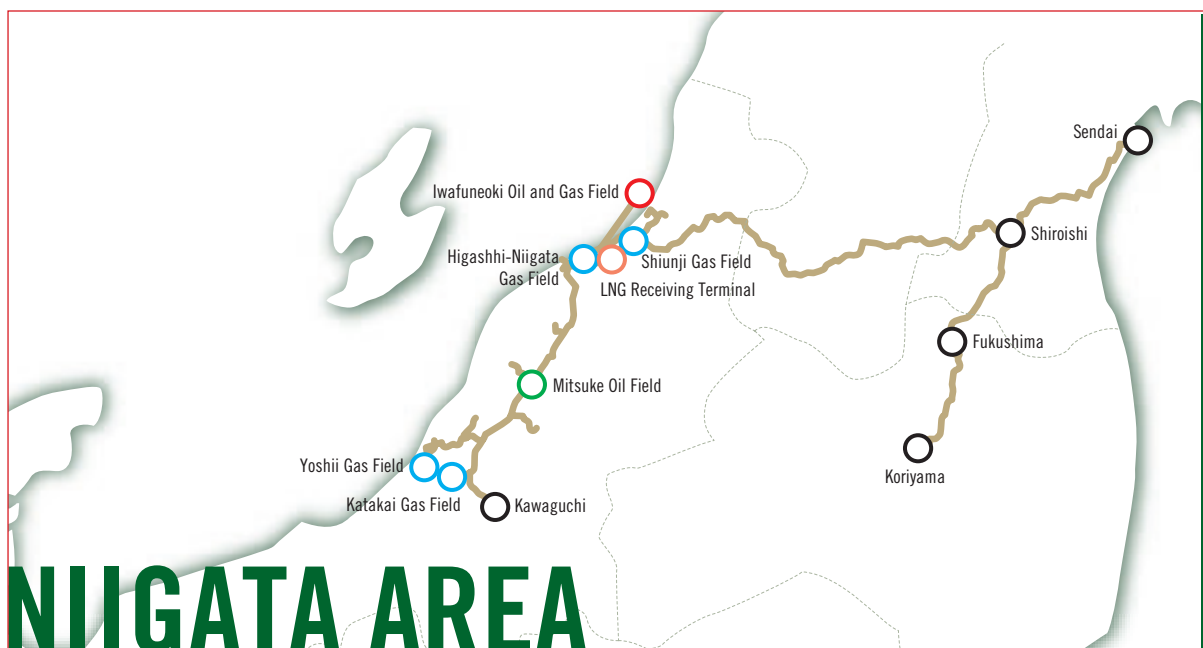 Sendai
Iwafuneoki Oil and Gas Field
Shiroishi
Higashhi-Niigata
Gas Field
Shiunji Gas Field
LNG Receiving Terminal
Fukushima
Mitsuke Oil Field
Yoshii Gas Field
Koriyama
Katakai Gas Field
Kawaguchi
NIIGATA AREA